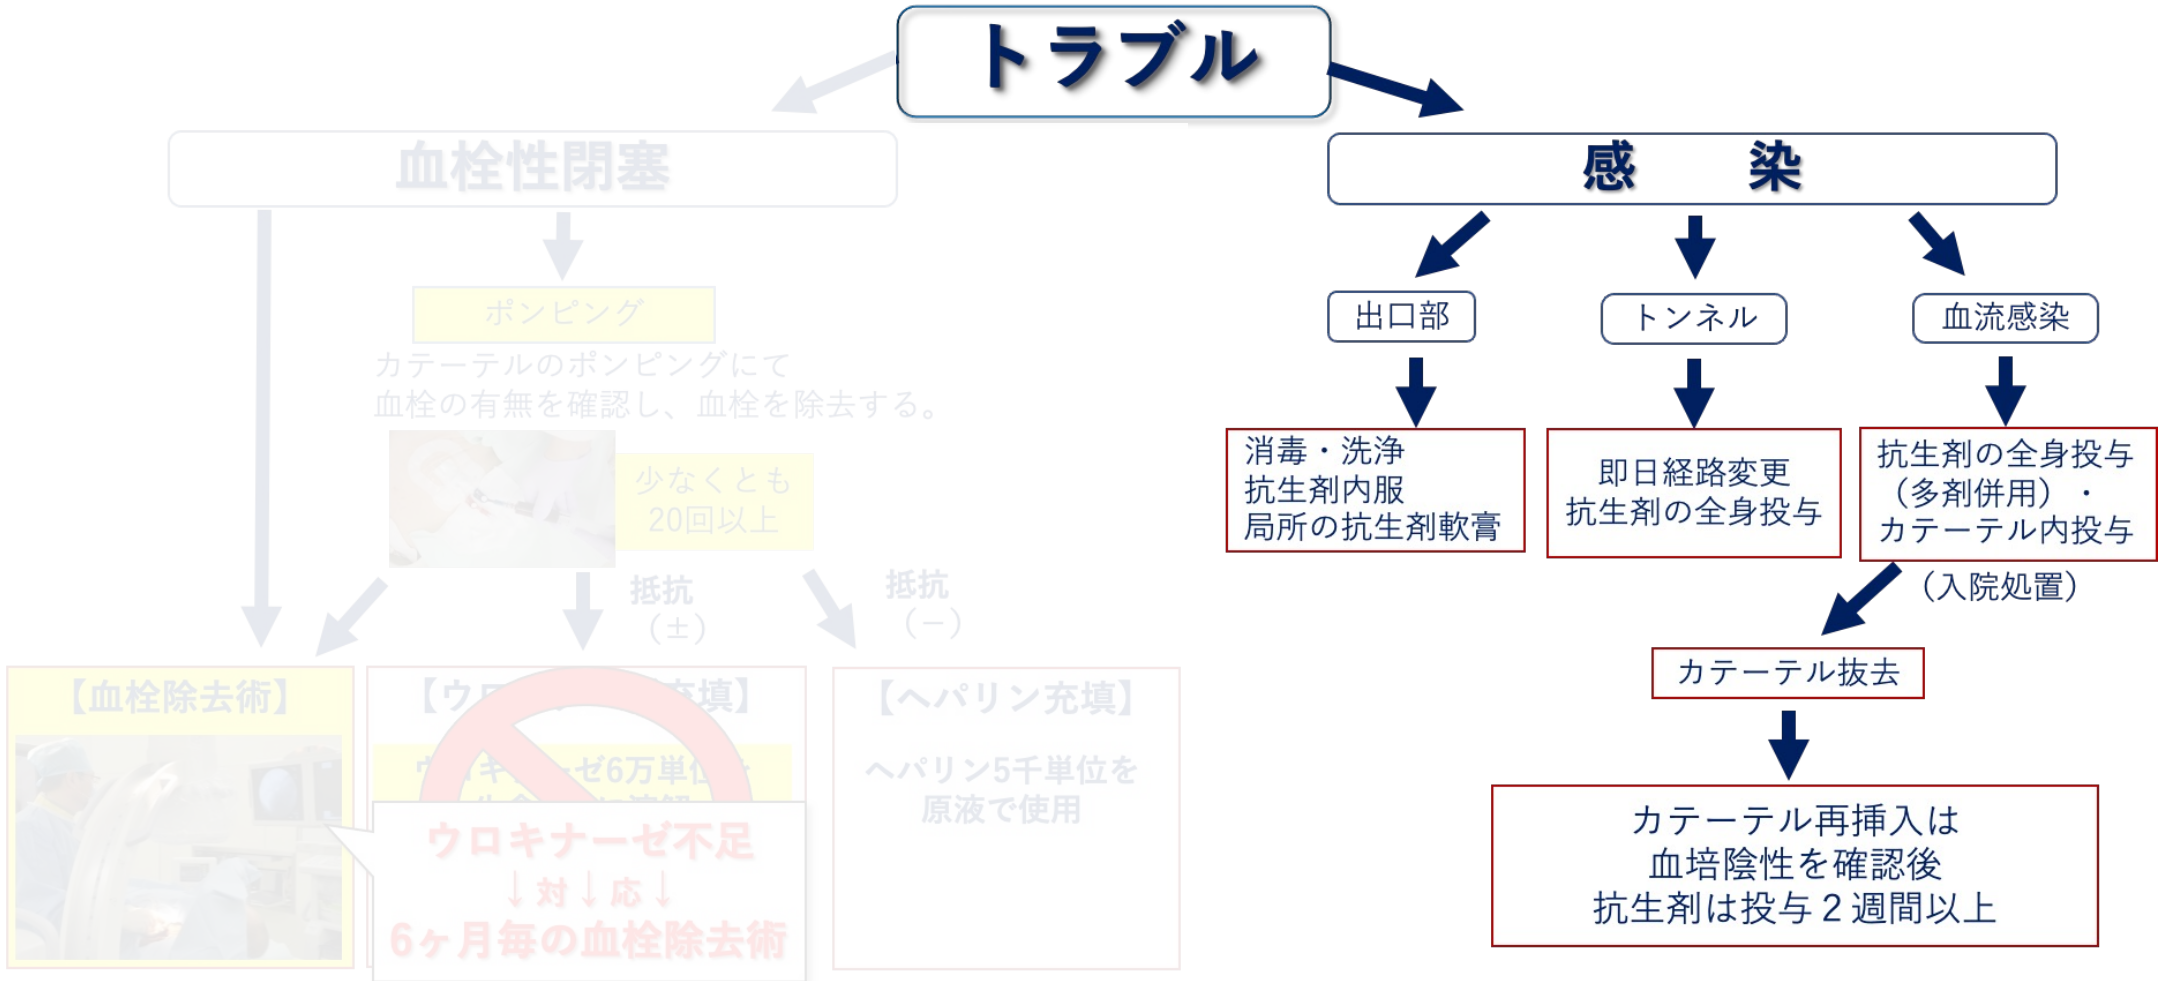 トラブル
血栓性閉塞
ポンピング
カテーテルのポンピングにて
血栓の有無を確認し、血栓を除去する。
少なくとも
20回以上
抵抗
（±）
抵抗
（－）
【血栓除去術】
【ウロ
充填】
ゼ6万単位
ウロキナーゼ不足
↓対↓応↓
6ヶ月毎の血栓除去術
【ヘパリン充填】
ヘパリン5千単位を
原液で使用
感　染
出口部
消毒・洗浄
抗生剤内服
局所の抗生剤軟膏
トンネル
即日経路変更
抗生剤の全身投与
血流感染
抗生剤の全身投与
（多剤併用）・
カテーテル内投与
（入院処置）
カテーテル抜去
カテーテル再挿入は
血培陰性を確認後
抗生剤は投与２週間以上